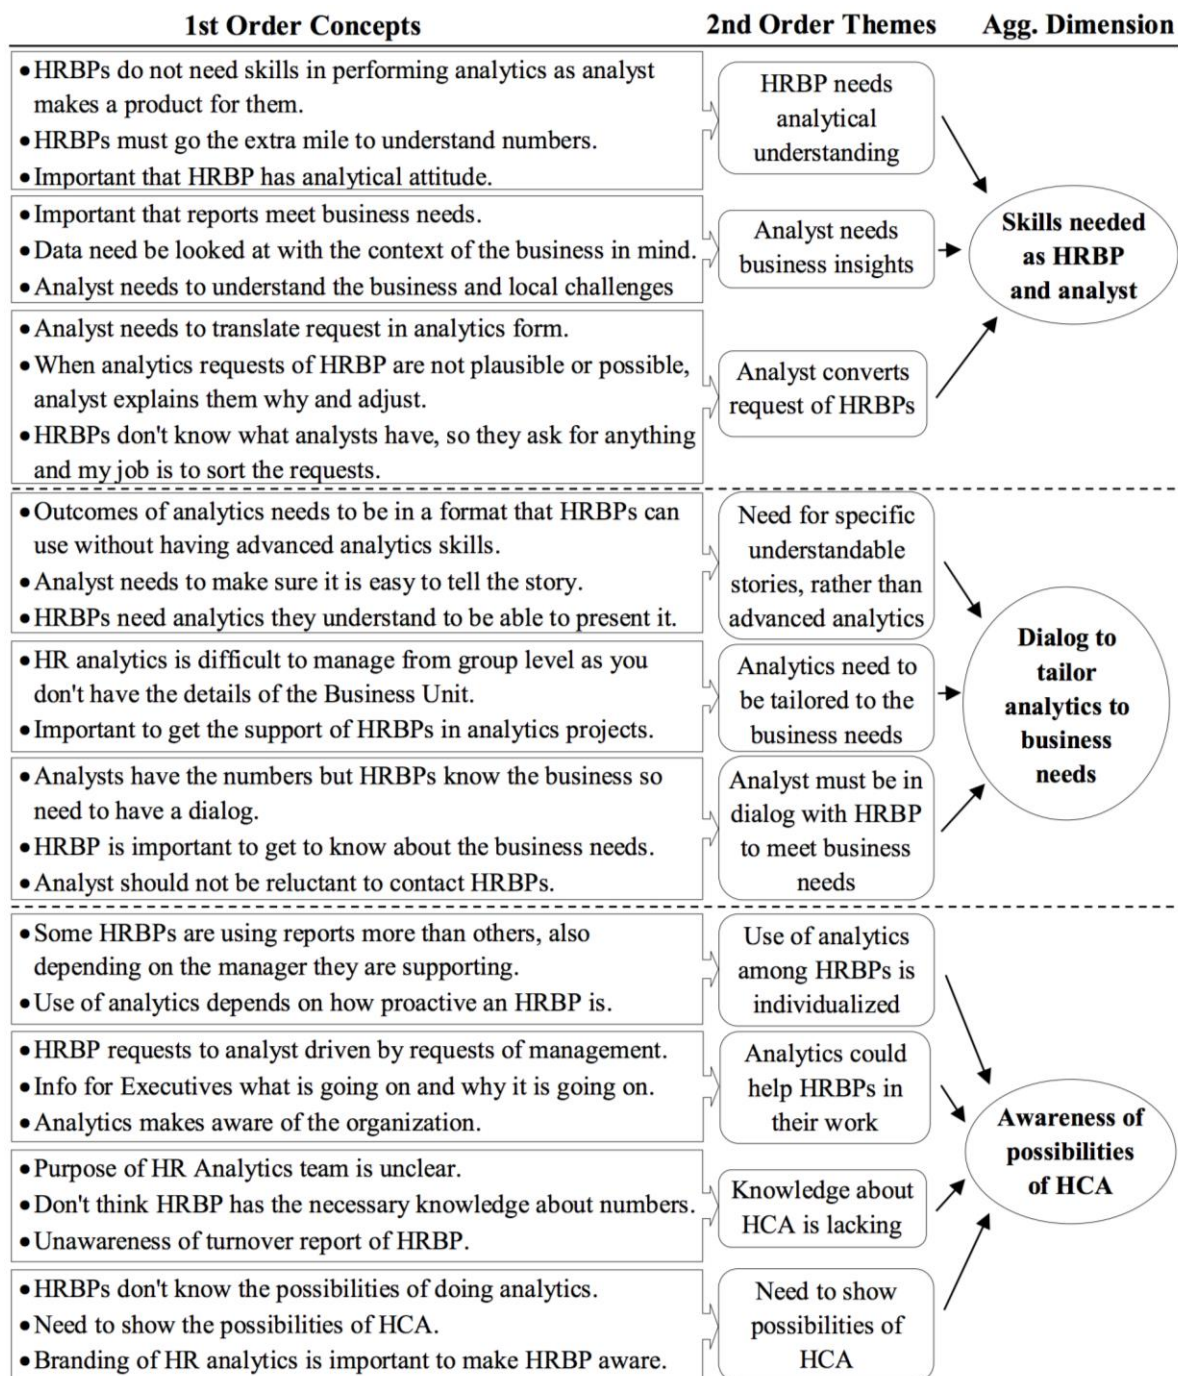 1st Order Concepts 2nd Order Themes Agg. Dimension
•HRBPs do not need skills in performing analytics as analyst
makes a product for them.
•HRBPs must go the extra mile to understand numbers.
•Important that HRBP has analytical attitude.
HRBP needs
analytical
understanding
•Important that reports meet business needs.
•Data need be looked at with the context of the business in mind.
•Analyst needs to understand the business and local challenges
Analyst needs
business insights
•Analyst needs to translate request in analytics form.
•When analytics requests of HRBP are not plausible or possible,
analyst explains them why and adjust.
•HRBPs don't know what analysts have, so they ask for anything
and my job is to sort the requests.
Analyst converts
request of HRBPs
Skills needed
as HRBP
and analyst
•Outcomes of analytics needs to be in a format that HRBPs can
use without having advanced analytics skills.
•Analyst needs to make sure it is easy to tell the story.
•HRBPs need analytics they understand to be able to present it.
Need for specific
understandable
stories, rather than
advanced analytics
•HR analytics is difficult to manage from group level as you
don't have the details of the Business Unit.
•Important to get the support of HRBPs in analytics projects.
Analytics need to
be tailored to the
business needs
•Analysts have the numbers but HRBPs know the business so
need to have a dialog.
•HRBP is important to get to know about the business needs.
•Analyst should not be reluctant to contact HRBPs.
Analyst must be in
dialog with HRBP
to meet business
needs
Dialog to
tailor
analytics to
business
needs
•Some HRBPs are using reports more than others, also
depending on the manager they are supporting.
•Use of analytics depends on how proactive an HRBP is.
Use of analytics
among HRBPs is
individualized
•HRBP requests to analyst driven by requests of management.
•Info for Executives what is going on and why it is going on.
•Analytics makes aware of the organization.
Analytics could
help HRBPs in
their work
•Purpose of HR Analytics team is unclear.
•Don't think HRBP has the necessary knowledge about numbers.
•Unawareness of turnover report of HRBP.
Knowledge about
HCA is lacking
•HRBPs don't know the possibilities of doing analytics.
•Need to show the possibilities of HCA.
•Branding of HR analytics is important to make HRBP aware.
Need to show
possibilities of
HCA
Awareness of
possibilities
of HCA